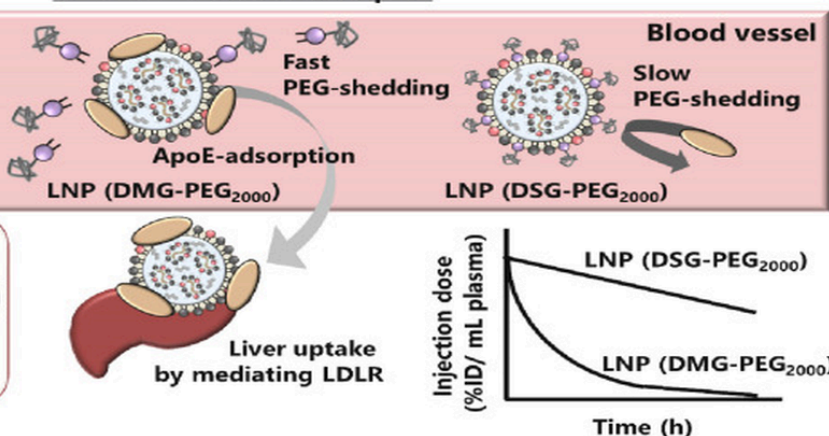 Blood vessel
Fast
PEG-shedding
ApoE-adsorption
LNP (DMG-PEG2000)
Slow
PEG-shedding
LNP (DSG-PEG2000)
Liver uptake
by mediating LDLR
Injection dose
(%ID/ mL plasma)
LNP (DSG-PEG2000)
LNP (DMG-PEG2000)
Time (h)